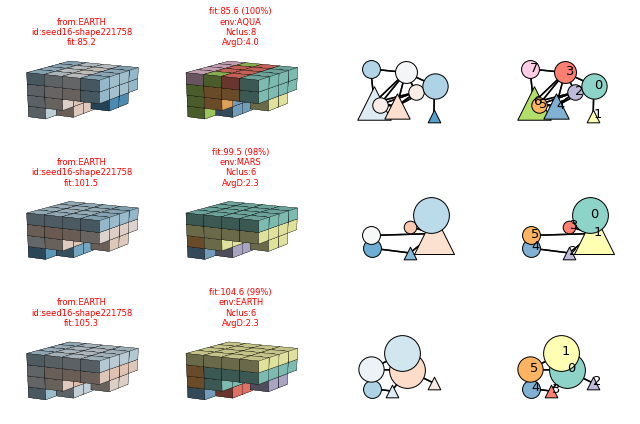 from:EARTH
id:seed16-shape221758
fit:85.2
fit:85.6 (100%)
env:AQUA
Nclus:8
AvgD:4.0
7
3
0
2
6
5
4
1
from:EARTH
id:seed16-shape221758
fit:101.5
fit:99.5 (98%)
env:MARS
Nclus:6
AvgD:2.3
0
3
1
5
4
2
from:EARTH
id:seed16-shape221758
fit:105.3
fit:104.6 (99%)
env:EARTH
Nclus:6
AvgD:2.3
1
5
0
2
4
3